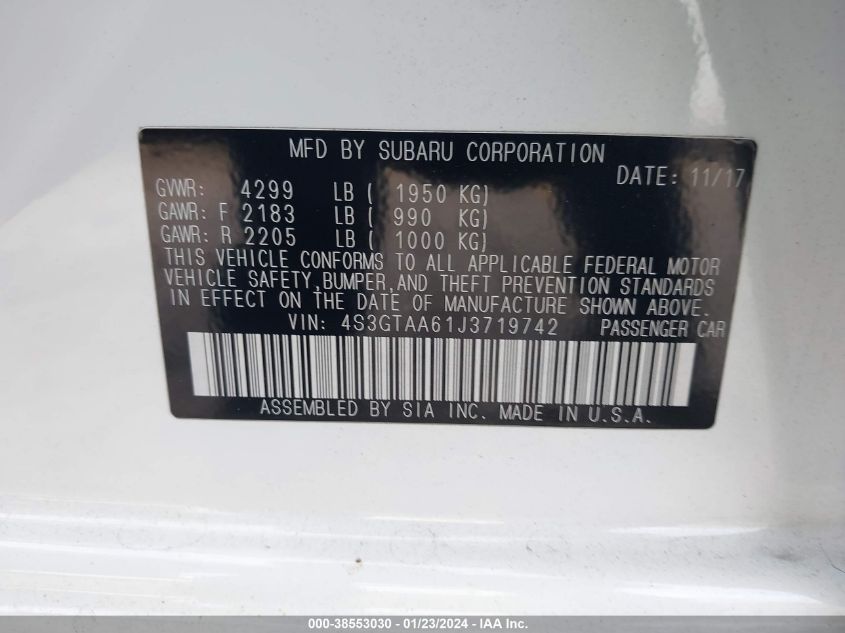 MFD BY SUBARU CORPORATION
DATE: 11/17
GVWR: 4299 LB ( 1950 KG)
GAWR: F 2183 LB ( 990 KG)
GAWR: R 2205 LB ( 1000 KG)
THIS VEHICLE CONFORMS TO ALL APPLICABLE FEDERAL MOTOR
VEHICLE SAFETY,BUMPER,AND THEFT PREVENTION STANDARDS
IN EFFECT ON THE DATE OF MANUFACTURE SHOWN ABOVE.
VIN: 4S3GTAA61J3719742 PASSENGER CAR
ASSEMBLED BY SIA INC. MADE IN U.S.A.
000-38553030 - 01/23/2024 - IAA Inc.